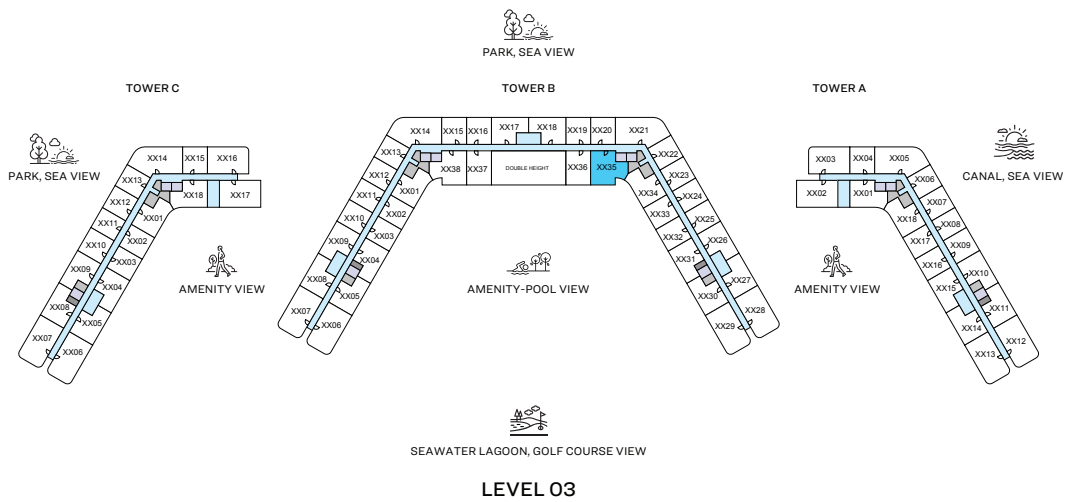 PARK, SEA VIEW
TOWER C
TOWER B
TOWER A
PARK, SEA VIEW
CANAL, SEA VIEW
XX14 XX15 XX16
XX13
XX12
XX11
XX10
XX09
XX08
XX07
XX06
XX05
XX04
XX03
XX02
XX01
XX18 XX17
XX14 XX15 XX16 XX17 XX18 XX19 XX20 XX21
XX13
XX12
XX11
XX10
XX09
XX08
XX07
XX06
XX05
XX04
XX03
XX02
XX01
XX38 XX37 DOUBLE HEIGHT XX36 XX35
XX22
XX23
XX24
XX25
XX26
XX27
XX28
XX29
XX30
XX31
XX32
XX33
XX34
XX03 XX04 XX05
XX02 XX01
XX06
XX07
XX08
XX09
XX10
XX11
XX12
XX13
XX14
XX15
XX16
XX17
XX18
AMENITY VIEW
AMENITY-POOL VIEW
AMENITY VIEW
SEAWATER LAGOON, GOLF COURSE VIEW
LEVEL 03